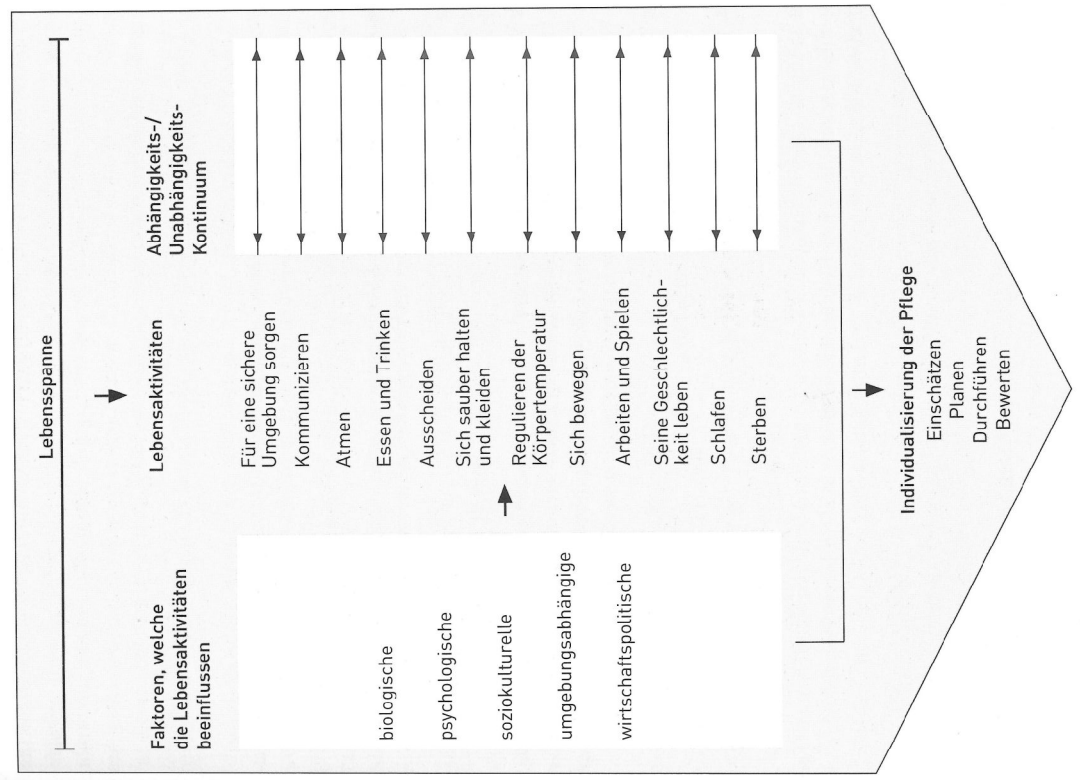 Lebensspanne
Faktoren, welche
die Lebensaktivitäten
beeinflussen
biologische
psychologische
soziokulturelle
umgebungsabhängige
wirtschaftspolitische
Lebensaktivitäten
Für eine sichere
Umgebung sorgen
Kommunizieren
Atmen
Essen und Trinken
Ausscheiden
Sich sauber halten
und kleiden
Regulieren der
Körpertemperatur
Sich bewegen
Arbeiten und Spielen
Seine Geschlechtlich-
keit leben
Schlafen
Sterben
Abhängigkeits-/
Unabhängigkeits-
Kontinuum
Individualisierung der Pflege
Einschätzen
Planen
Durchführen
Bewerten